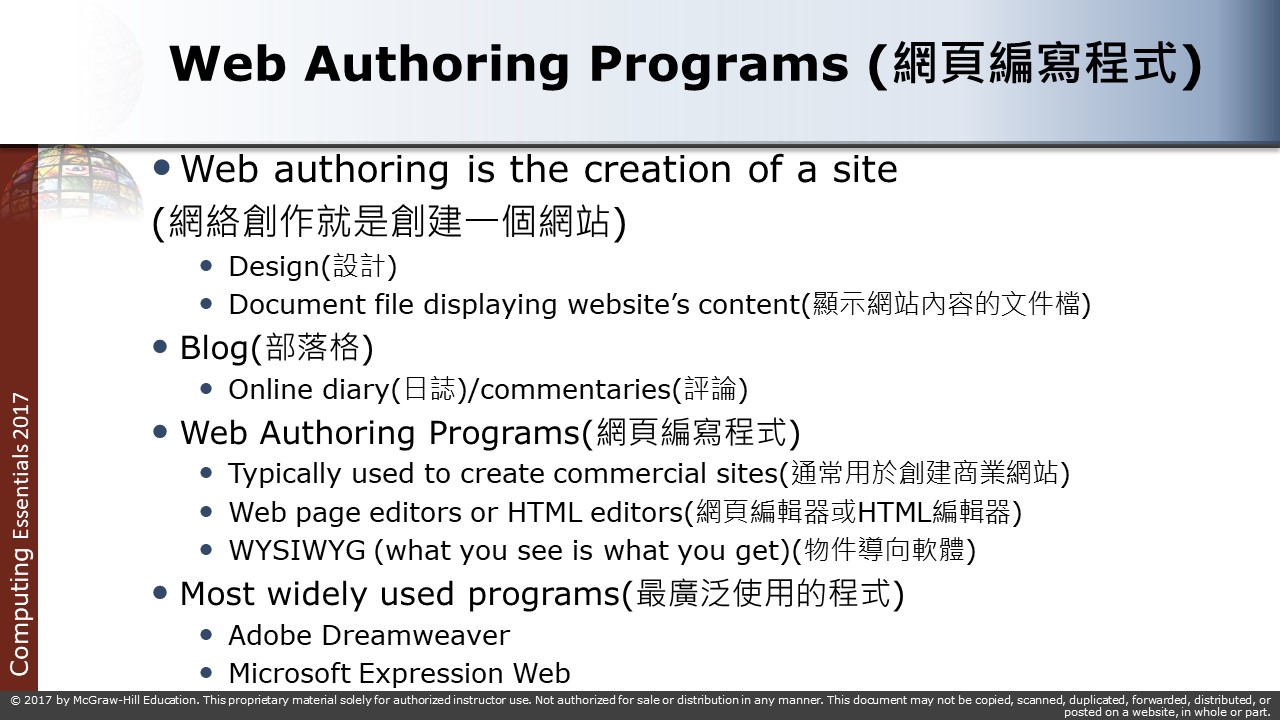 Web Authoring Programs (網頁編寫程式)
• Web authoring is the creation of a site
(網絡創作就是創建一個網站)
• Design(設計)
• Document file displaying website’s content(顯示網站內容的文件檔)
• Blog(部落格)
• Online diary(日誌)/commentaries(評論)
• Web Authoring Programs(網頁編寫程式)
• Typically used to create commercial sites(通常用於創建商業網站)
• Web page editors or HTML editors(網頁編輯器或HTML編輯器)
• WYSIWYG (what you see is what you get)(物件導向軟體)
• Most widely used programs(最廣泛使用的程式)
• Adobe Dreamweaver
• Microsoft Expression Web
Computing Essentials 2017
© 2017 by McGraw-Hill Education. This proprietary material solely for authorized instructor use. Not authorized for sale or distribution in any manner. This document may not be copied, scanned, duplicated, forwarded, distributed, or
posted on a website, in whole or part.